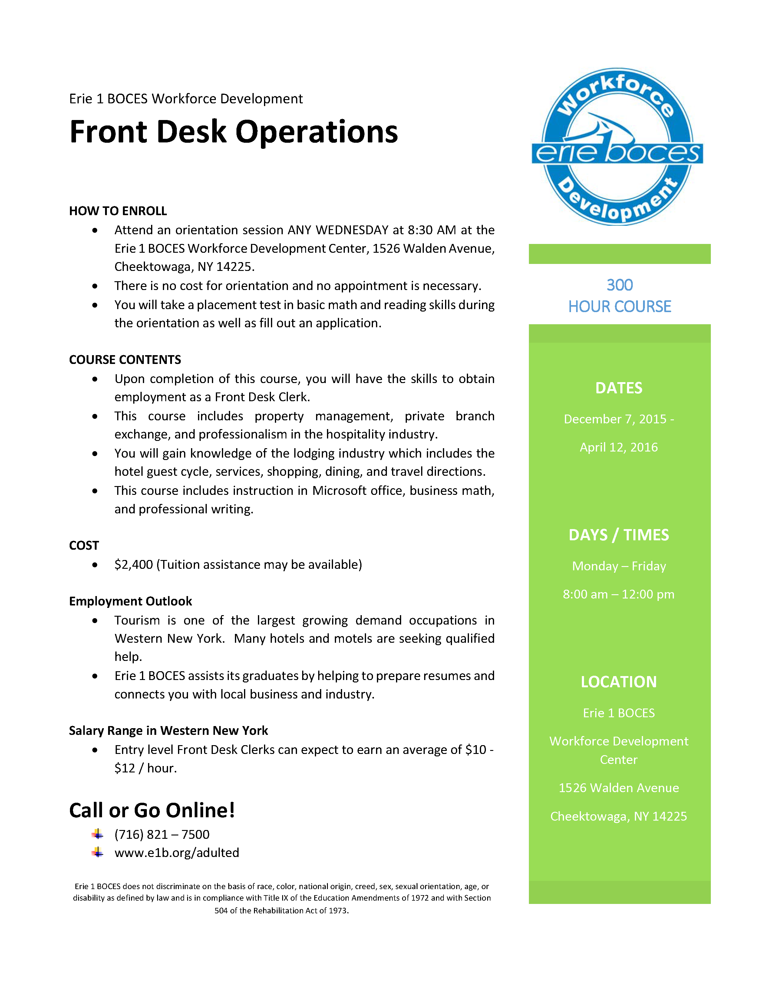 Erie 1 BOCES Workforce Development
Front Desk Operations
HOW TO ENROLL
• Attend an orientation session ANY WEDNESDAY at 8:30 AM at the
Erie 1 BOCES Workforce Development Center, 1526 Walden Avenue,
Cheektowaga, NY 14225.
• There is no cost for orientation and no appointment is necessary.
• You will take a placement test in basic math and reading skills during
the orientation as well as fill out an application.
COURSE CONTENTS
• Upon completion of this course, you will have the skills to obtain
employment as a Front Desk Clerk.
• This course includes property management, private branch
exchange, and professionalism in the hospitality industry.
• You will gain knowledge of the lodging industry which includes the
hotel guest cycle, services, shopping, dining, and travel directions.
• This course includes instruction in Microsoft office, business math,
and professional writing.
COST
• $2,400 (Tuition assistance may be available)
Employment Outlook
• Tourism is one of the largest growing demand occupations in
Western New York.  Many hotels and motels are seeking qualified
help.
• Erie 1 BOCES assists its graduates by helping to prepare resumes and
connects you with local business and industry.
Salary Range in Western New York
• Entry level Front Desk Clerks can expect to earn an average of $10 -
$12 / hour.
Call or Go Online!
(716) 821 – 7500
www.e1b.org/adulted
Erie 1 BOCES does not discriminate on the basis of race, color, national origin, creed, sex, sexual orientation, age, or
disability as defined by law and is in compliance with Title IX of the Education Amendments of 1972 and with Section
504 of the Rehabilitation Act of 1973.
Workforce
erie 1 boces
Development
300
HOUR COURSE
DATES
December 7, 2015 -
April 12, 2016
DAYS / TIMES
Monday – Friday
8:00 am – 12:00 pm
LOCATION
Erie 1 BOCES
Workforce Development
Center
1526 Walden Avenue
Cheektowaga, NY 14225